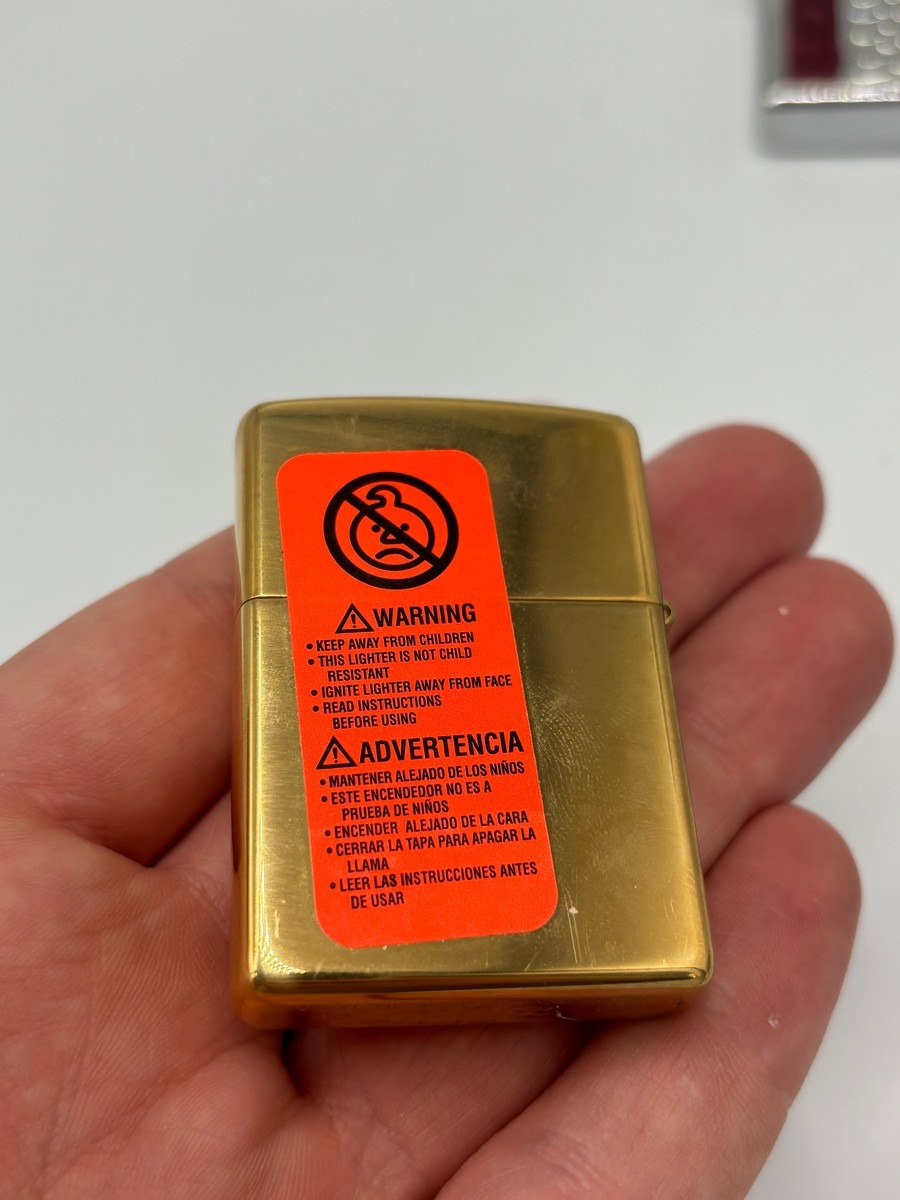 ⚠WARNING
• KEEP AWAY FROM CHILDREN
• THIS LIGHTER IS NOT CHILD
RESISTANT
• IGNITE LIGHTER AWAY FROM FACE
• READ INSTRUCTIONS
BEFORE USING
⚠ADVERTENCIA
• MANTENER ALEJADO DE LOS NIÑOS
• ESTE ENCENDEDOR NO ES A
PRUEBA DE NIÑOS
• ENCENDER ALEJADO DE LA CARA
• CERRAR LA TAPA PARA APAGAR LA
LLAMA
• LEER LAS INSTRUCCIONES ANTES
DE USAR